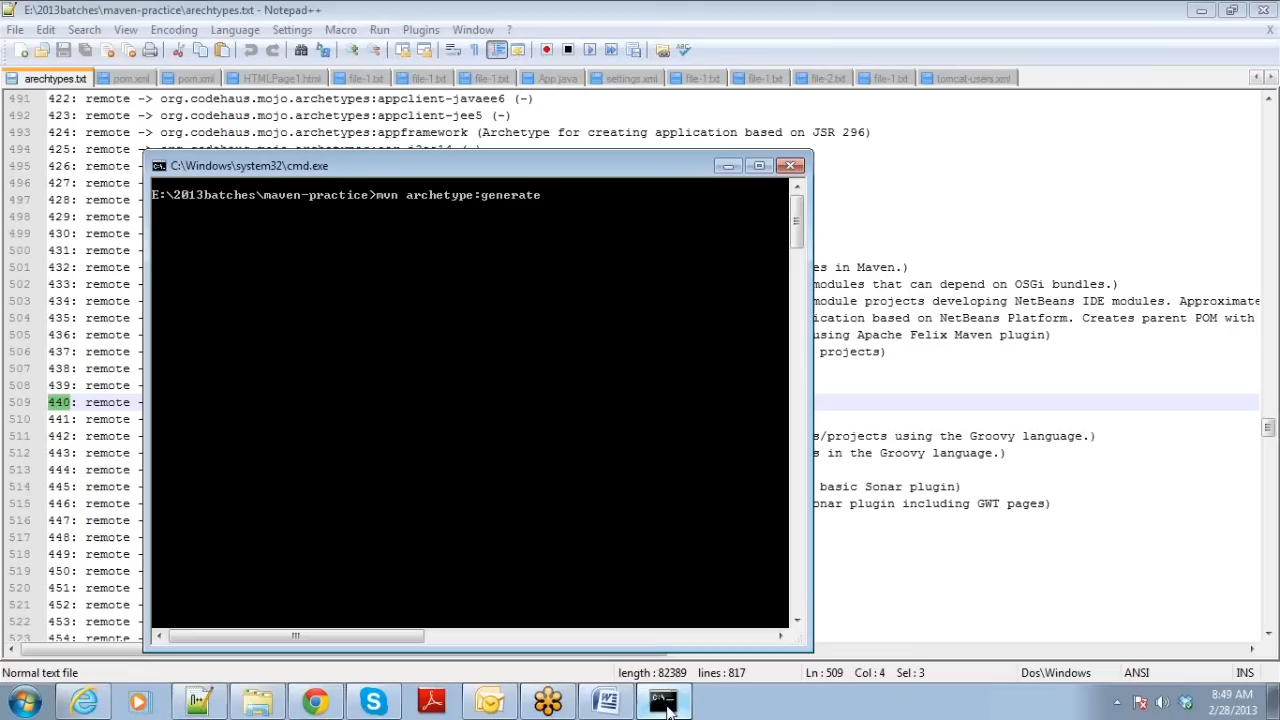 E:\2013batches\maven-practice\arechtypes.txt - Notepad++
File Edit Search View Encoding Language Settings Macro Run Plugins Window ? X
arechtypes.txt pom.xml pom.xml HTMLPage1.html file-1.txt file-1.txt file-1.txt App.java settings.xml file-1.txt file-2.txt file-1.txt tomcat-users.xml
491 422: remote -> org.codehaus.mojo.archetypes:appclient-javaee6 (-)
492 423: remote -> org.codehaus.mojo.archetypes:appclient-jee5 (-)
493 424: remote -> org.codehaus.mojo.archetypes:appframework (Archetype for creating application based on JSR 296)
494 425: remote
495 426: remote
496 427: remote
497 428: remote
498 429: remote
499 430: remote
500 431: remote
501 432: remote es in Maven.)
502 433: remote modules that can depend on OSGi bundles.)
503 434: remote module projects developing NetBeans IDE modules. Approximate
504 435: remote ication based on NetBeans Platform. Creates parent POM with
505 436: remote using Apache Felix Maven plugin)
506 437: remote projects)
507 438: remote
508 439: remote
509 440: remote
510 441: remote
511 442: remote s/projects using the Groovy language.)
512 443: remote s in the Groovy language.)
513 444: remote
514 445: remote basic Sonar plugin)
515 446: remote onar plugin including GWT pages)
516 447: remote
517 448: remote
518 449: remote
519 450: remote
520 451: remote
521 452: remote
522 453: remote
523 454: remote
C:\Windows\system32\cmd.exe
E:\2013batches\maven-practice>mvn archetype:generate
Normal text file length : 82389 lines : 817 Ln : 509 Col : 4 Sel : 3 Dos\Windows ANSI INS
8:49 AM
2/28/2013